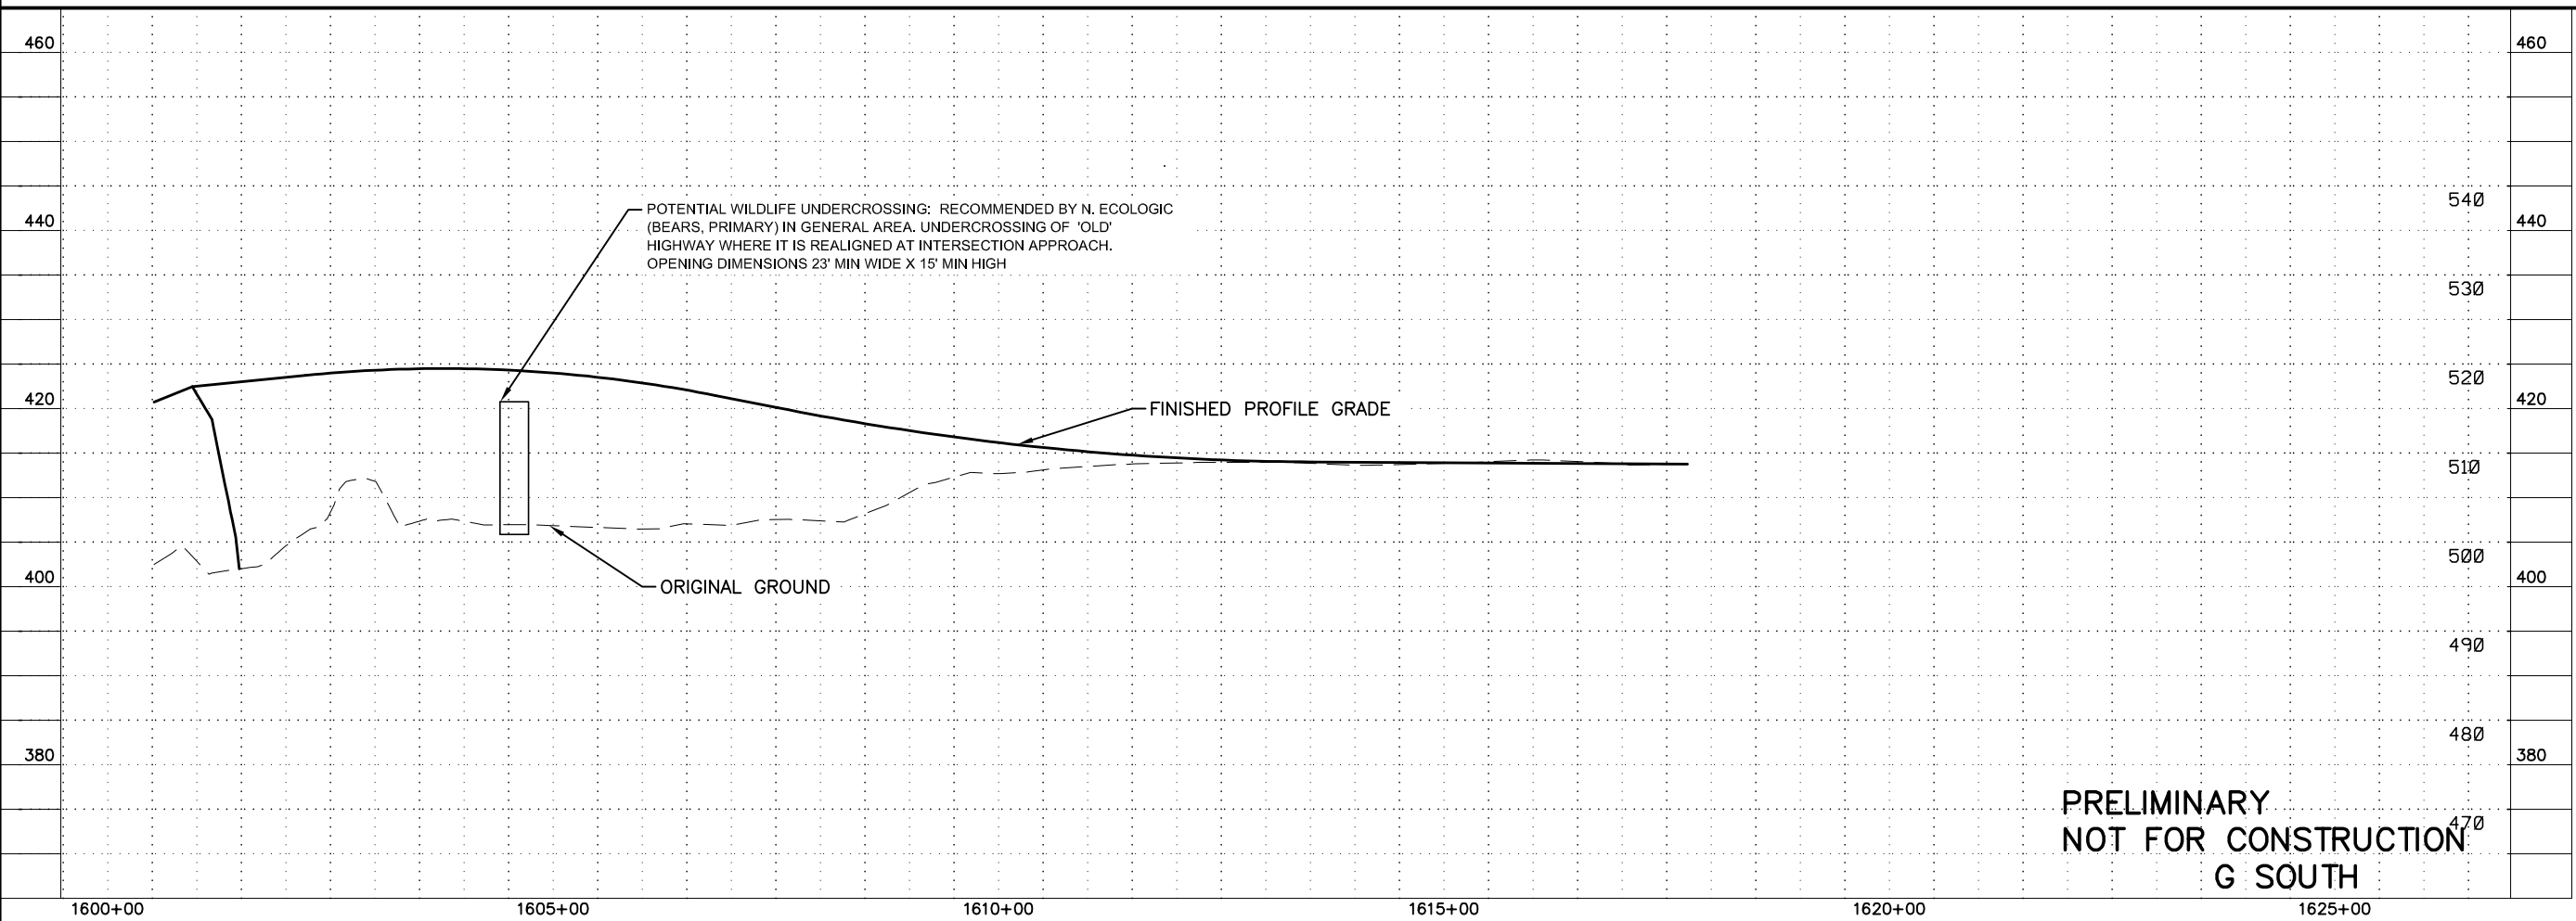 460
460
540
POTENTIAL WILDLIFE UNDERCROSSING: RECOMMENDED BY N. ECOLOGIC
(BEARS, PRIMARY) IN GENERAL AREA. UNDERCROSSING OF 'OLD'
HIGHWAY WHERE IT IS REALIGNED AT INTERSECTION APPROACH.
OPENING DIMENSIONS 23' MIN WIDE X 15' MIN HIGH
440
440
530
520
420
FINISHED PROFILE GRADE
420
510
500
400
ORIGINAL GROUND
400
490
480
380
380
PRELIMINARY
470
NOT FOR CONSTRUCTION
G SOUTH
1600+00 1605+00 1610+00 1615+00 1620+00 1625+00